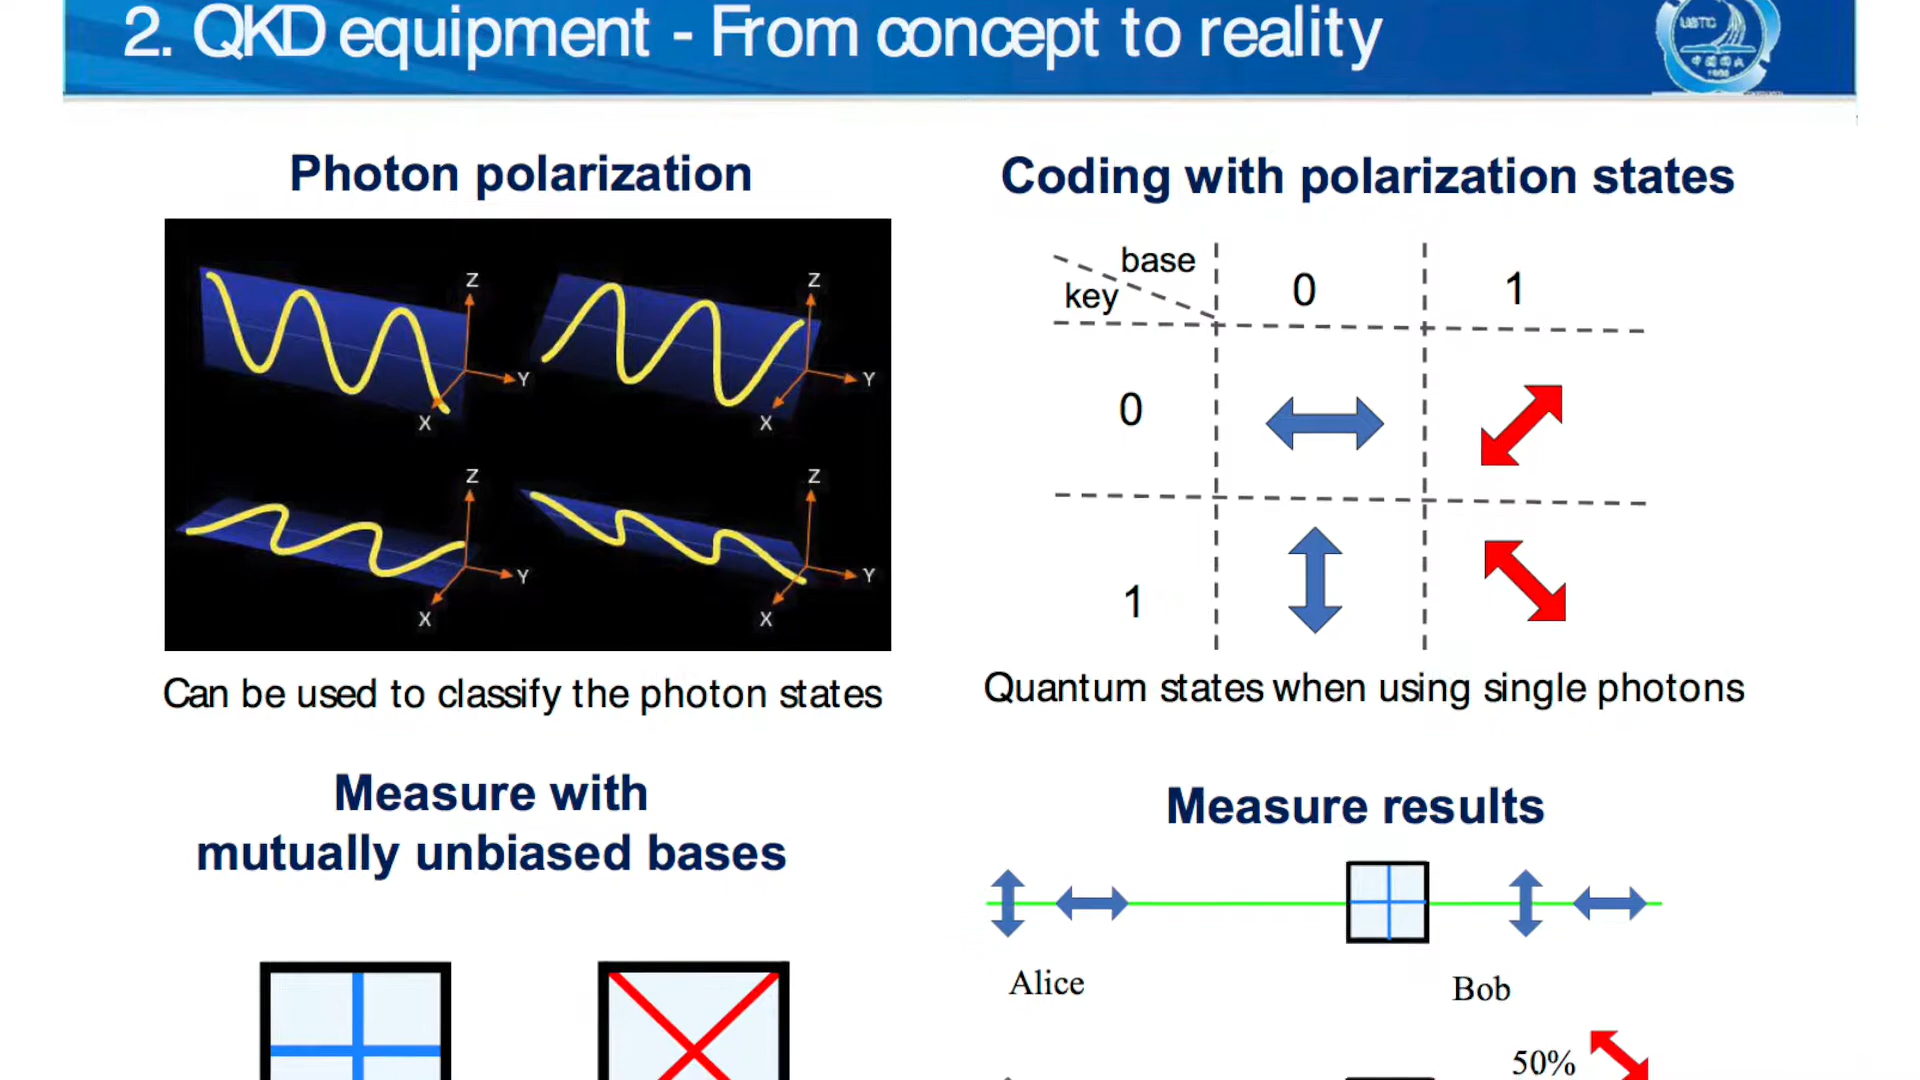 2. QKD equipment - From concept to reality
USTC
Photon polarization
Z
Y
X
Z
Y
X
Z
Y
X
Z
Y
X
Can be used to classify the photon states
Coding with polarization states
base
key
0
1
0
1
Quantum states when using single photons
Measure with
mutually unbiased bases
Measure results
Alice
Bob
50%